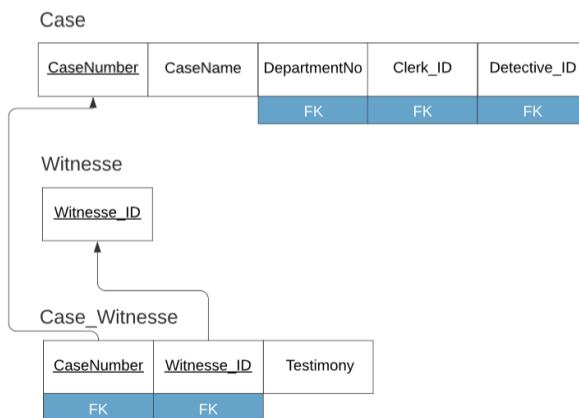 Case
CaseNumber CaseName DepartmentNo Clerk_ID Detective_ID
FK FK FK
Witnesse
Witnesse_ID
Case_Witnesse
CaseNumber Witnesse_ID Testimony
FK FK